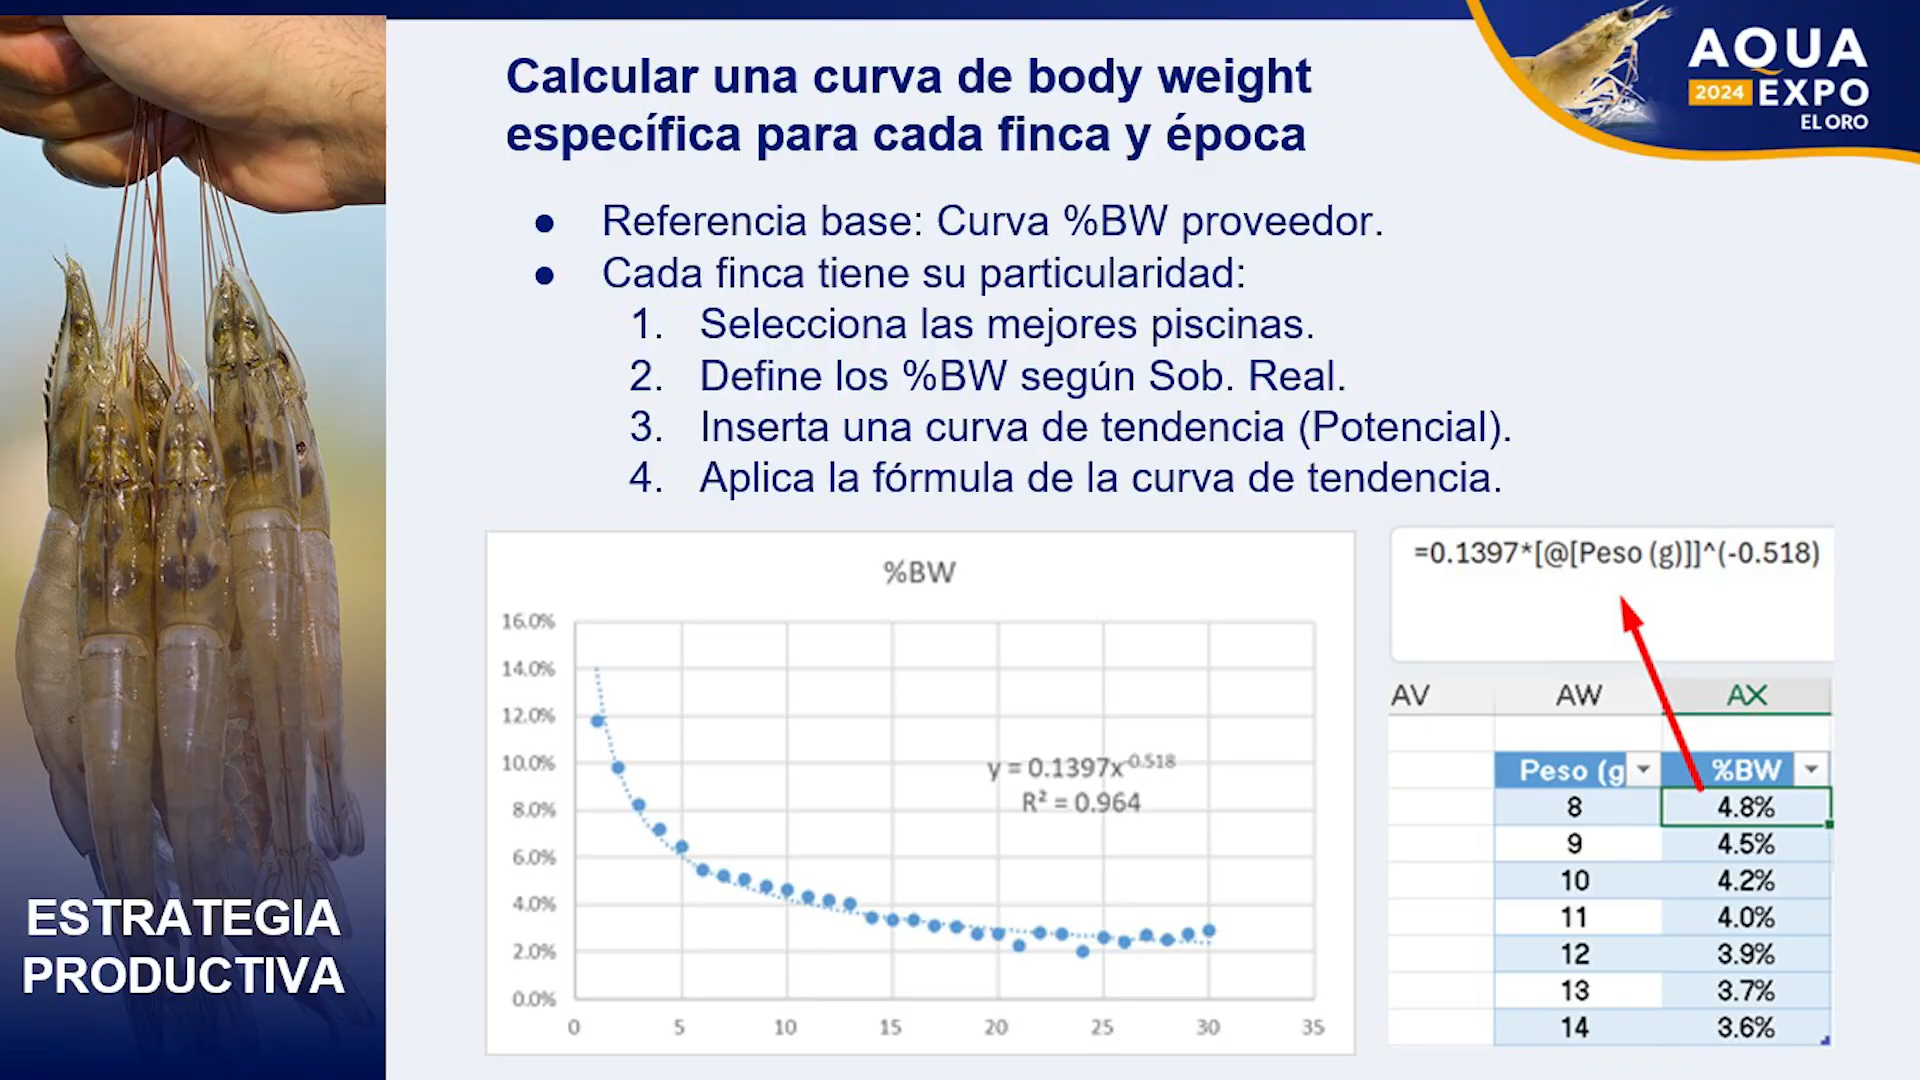 Calcular una curva de body weight
específica para cada finca y época
AQUA
2024 EXPO
EL ORO
● Referencia base: Curva %BW proveedor.
● Cada finca tiene su particularidad:
1. Selecciona las mejores piscinas.
2. Define los %BW según Sob. Real.
3. Inserta una curva de tendencia (Potencial).
4. Aplica la fórmula de la curva de tendencia.
ESTRATEGIA
PRODUCTIVA
%BW
16.0%
14.0%
12.0%
10.0%
8.0%
6.0%
4.0%
2.0%
0.0%
0 5 10 15 20 25 30 35
y = 0.1397x^-0.518
R² = 0.964
=0.1397*[@[Peso (g)]]^(-0.518)
AV AW AX
Peso (g %BW
8 4.8%
9 4.5%
10 4.2%
11 4.0%
12 3.9%
13 3.7%
14 3.6%